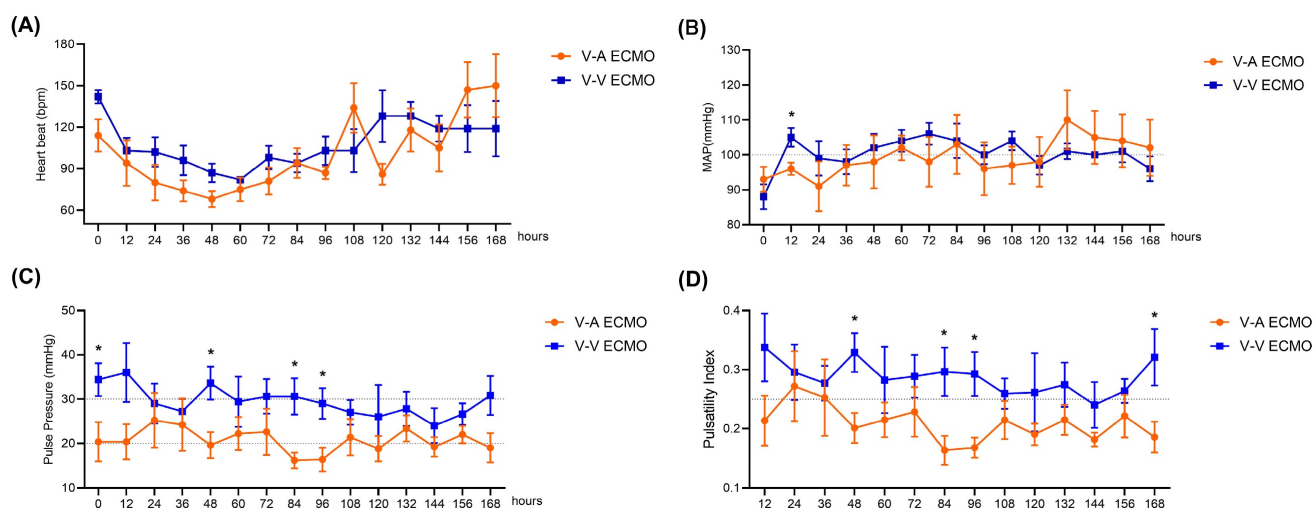 (A)
180
150
120
90
60
Heart beat (bpm)
0 12 24 36 48 60 72 84 96 108 120 132 144 156 168 hours
V-A ECMO
V-V ECMO
(B)
130
120
110
100
90
80
MAP(mmHg)
*
0 12 24 36 48 60 72 84 96 108 120 132 144 156 168 hours
V-A ECMO
V-V ECMO
(C)
50
40
30
20
10
Pulse Pressure (mmHg)
* * * *
0 12 24 36 48 60 72 84 96 108 120 132 144 156 168 hours
V-A ECMO
V-V ECMO
(D)
0.4
0.3
0.2
0.1
Pulsatility Index
* * * *
12 24 36 48 60 72 84 96 108 120 132 144 156 168 hours
V-A ECMO
V-V ECMO